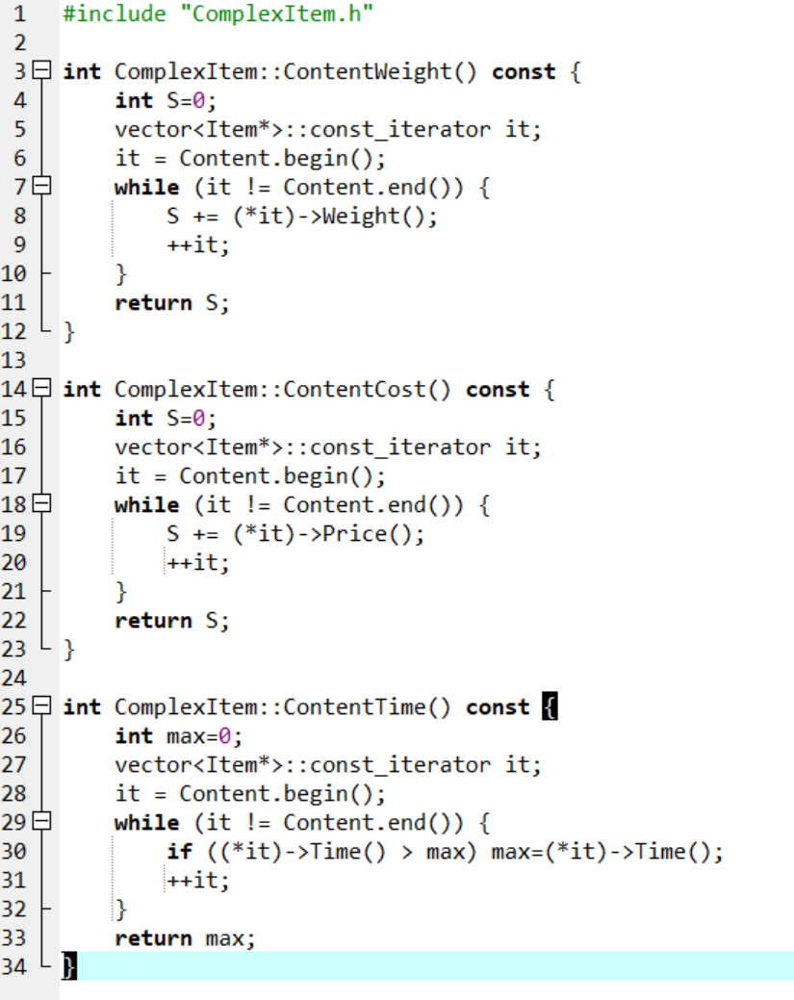 1 #include "ComplexItem.h"
2
3 int ComplexItem::ContentWeight() const {
4 int S=0;
5 vector<Item*>::const_iterator it;
6 it = Content.begin();
7 while (it != Content.end()) {
8 S += (*it)->Weight();
9 ++it;
10 }
11 return S;
12 }
13
14 int ComplexItem::ContentCost() const {
15 int S=0;
16 vector<Item*>::const_iterator it;
17 it = Content.begin();
18 while (it != Content.end()) {
19 S += (*it)->Price();
20 ++it;
21 }
22 return S;
23 }
24
25 int ComplexItem::ContentTime() const {
26 int max=0;
27 vector<Item*>::const_iterator it;
28 it = Content.begin();
29 while (it != Content.end()) {
30 if ((*it)->Time() > max) max=(*it)->Time();
31 ++it;
32 }
33 return max;
34 }